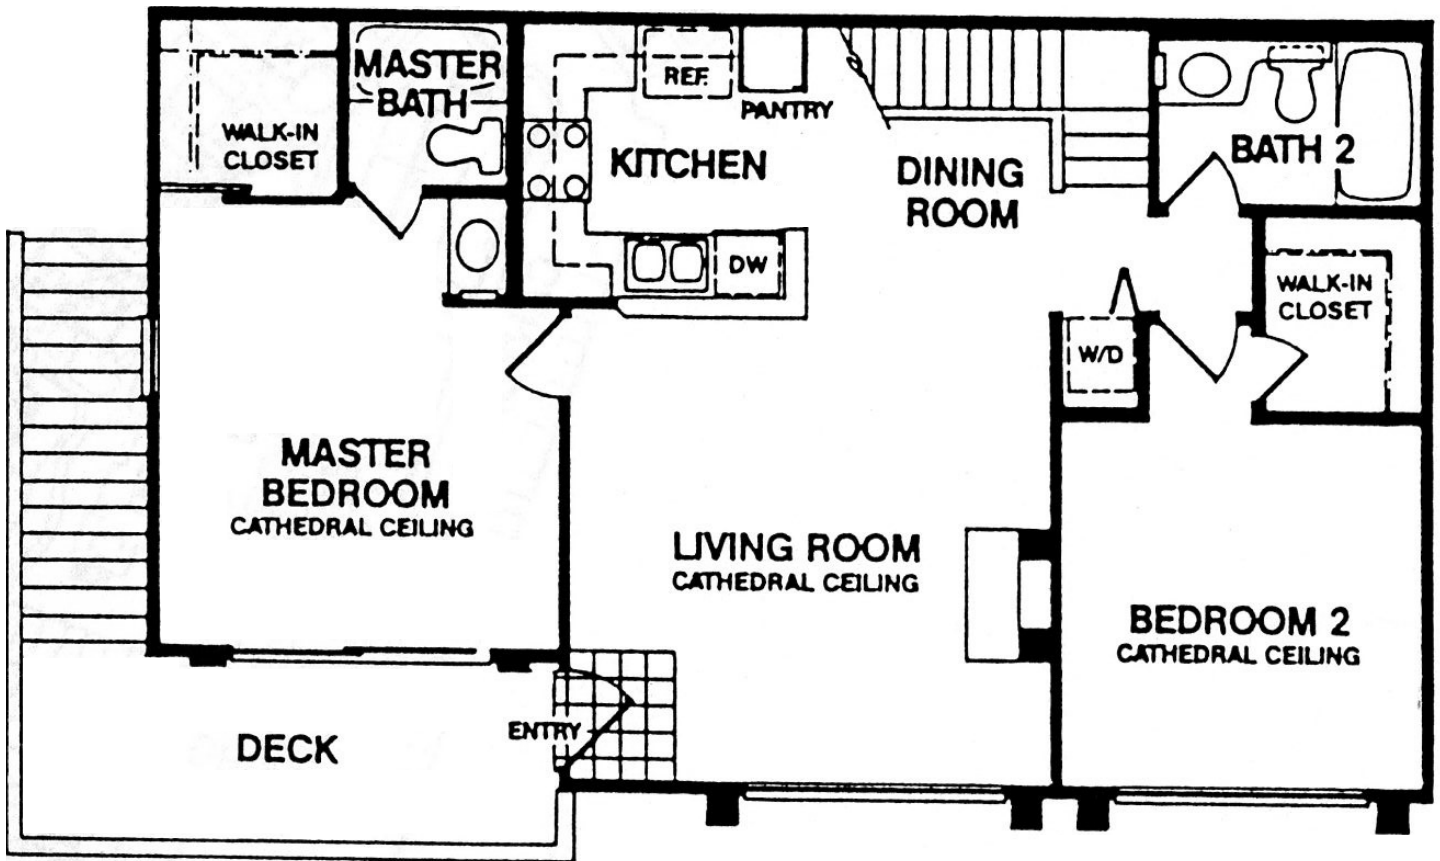 MASTER
BATH
WALK-IN
CLOSET
REF.
PANTRY
KITCHEN
DINING
ROOM
BATH 2
DW
WALK-IN
CLOSET
W/D
MASTER
BEDROOM
CATHEDRAL CEILING
LIVING ROOM
CATHEDRAL CEILING
BEDROOM 2
CATHEDRAL CEILING
ENTRY
DECK